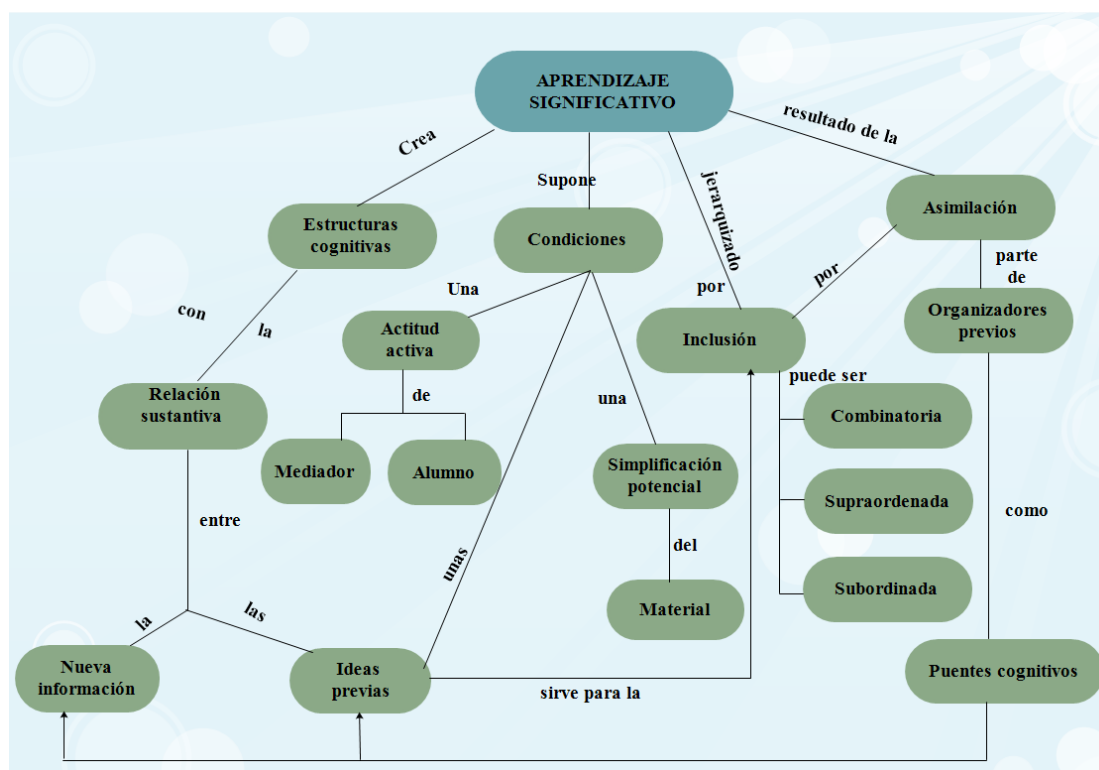 APRENDIZAJE
SIGNIFICATIVO
Crea
Supone
jerarquizado
por
resultado de la
Estructuras
cognitivas
Condiciones
Asimilación
con
la
Una
por
parte
de
Actitud
activa
Inclusión
Organizadores
previos
Relación
sustantiva
de
una
puede ser
Combinatoria
Mediador
Alumno
Simplificación
potencial
Supraordenada
entre
unas
del
como
Subordinada
la
las
Material
Nueva
información
Ideas
previas
sirve para la
Puentes cognitivos